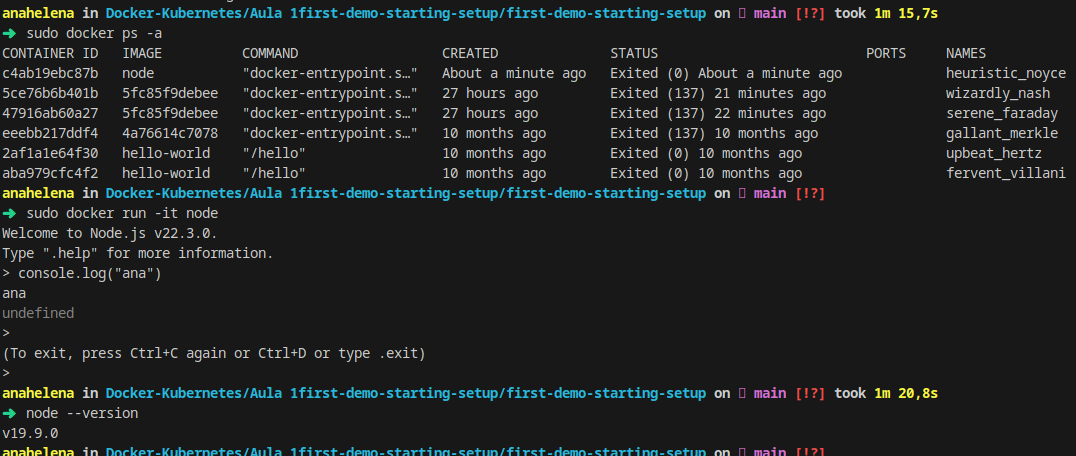 anahelena in Docker-Kubernetes/Aula 1first-demo-starting-setup/first-demo-starting-setup on main [!?] took 1m 15,7s
➜ sudo docker ps -a
CONTAINER ID IMAGE COMMAND CREATED STATUS PORTS NAMES
c4ab19ebc87b node "docker-entrypoint.s…" About a minute ago Exited (0) About a minute ago heuristic_noyce
5ce76b6b401b 5fc85f9debee "docker-entrypoint.s…" 27 hours ago Exited (137) 21 minutes ago wizardly_nash
47916ab60a27 5fc85f9debee "docker-entrypoint.s…" 27 hours ago Exited (137) 22 minutes ago serene_faraday
eeebb217ddf4 4a76614c7078 "docker-entrypoint.s…" 10 months ago Exited (137) 10 months ago gallant_merkle
2af1a1e64f30 hello-world "/hello" 10 months ago Exited (0) 10 months ago upbeat_hertz
aba979cfc4f2 hello-world "/hello" 10 months ago Exited (0) 10 months ago fervent_villani
anahelena in Docker-Kubernetes/Aula 1first-demo-starting-setup/first-demo-starting-setup on main [!?]
➜ sudo docker run -it node
Welcome to Node.js v22.3.0.
Type ".help" for more information.
> console.log("ana")
ana
undefined
>
(To exit, press Ctrl+C again or Ctrl+D or type .exit)
>
anahelena in Docker-Kubernetes/Aula 1first-demo-starting-setup/first-demo-starting-setup on main [!?] took 1m 20,8s
➜ node --version
v19.9.0
anahelena in Docker-Kubernetes/Aula 1first-demo-starting-setup/first-demo-starting-setup on main [!?]